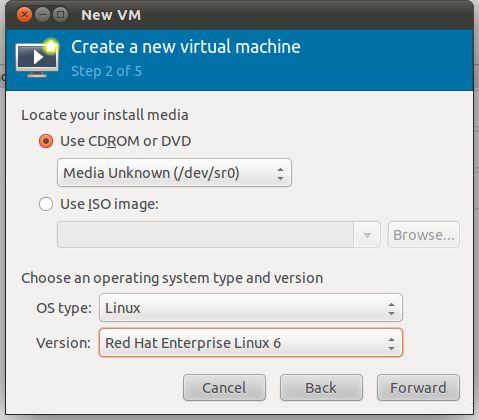 New VM
Create a new virtual machine
Step 2 of 5
Locate your install media
Use CDROM or DVD
Media Unknown (/dev/sr0)
Use ISO image:
Browse...
Choose an operating system type and version
OS type: Linux
Version: Red Hat Enterprise Linux 6
Cancel Back Forward